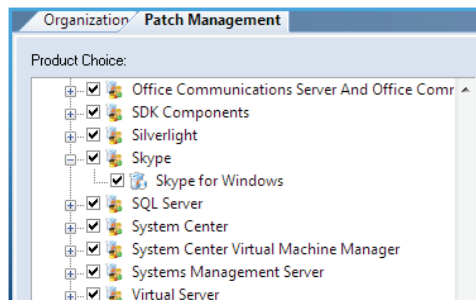 Organization Patch Management
Product Choice:
Office Communications Server And Office Comr
SDK Components
Silverlight
Skype
Skype for Windows
SQL Server
System Center
System Center Virtual Machine Manager
Systems Management Server
Virtual Server